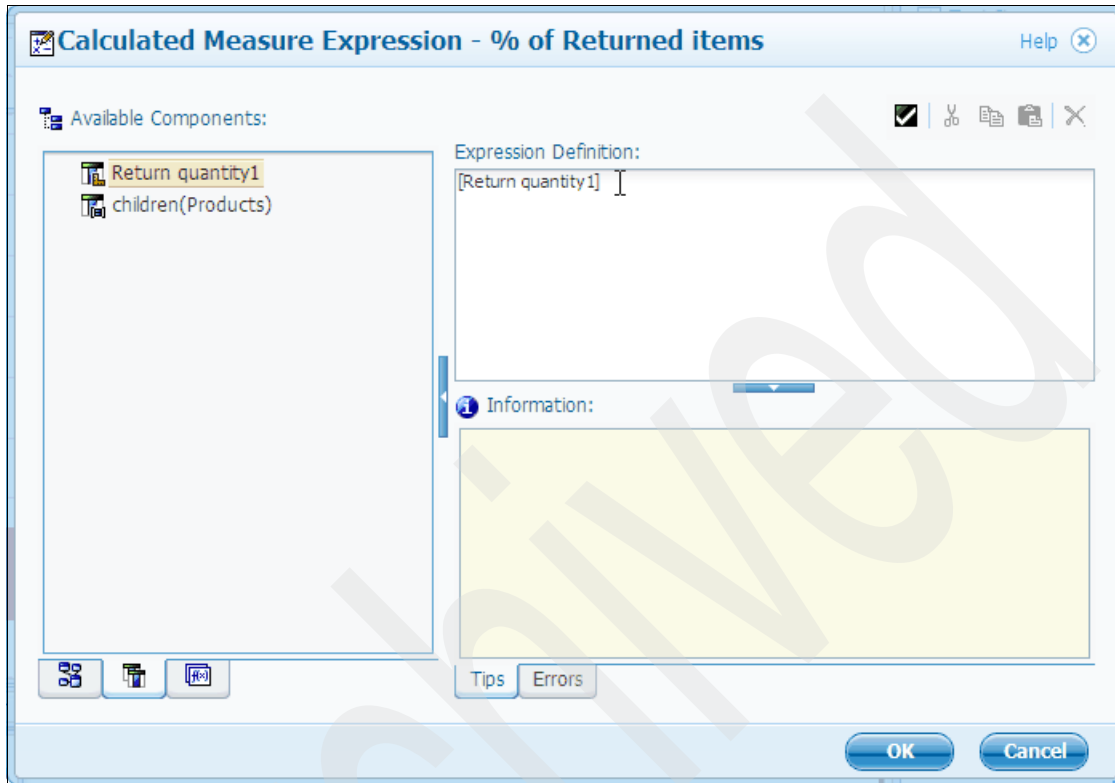 Calculated Measure Expression - % of Returned items
Help
Available Components:
Return quantity1
children(Products)
Expression Definition:
[Return quantity1]
Information:
f(x)
Tips
Errors
OK
Cancel